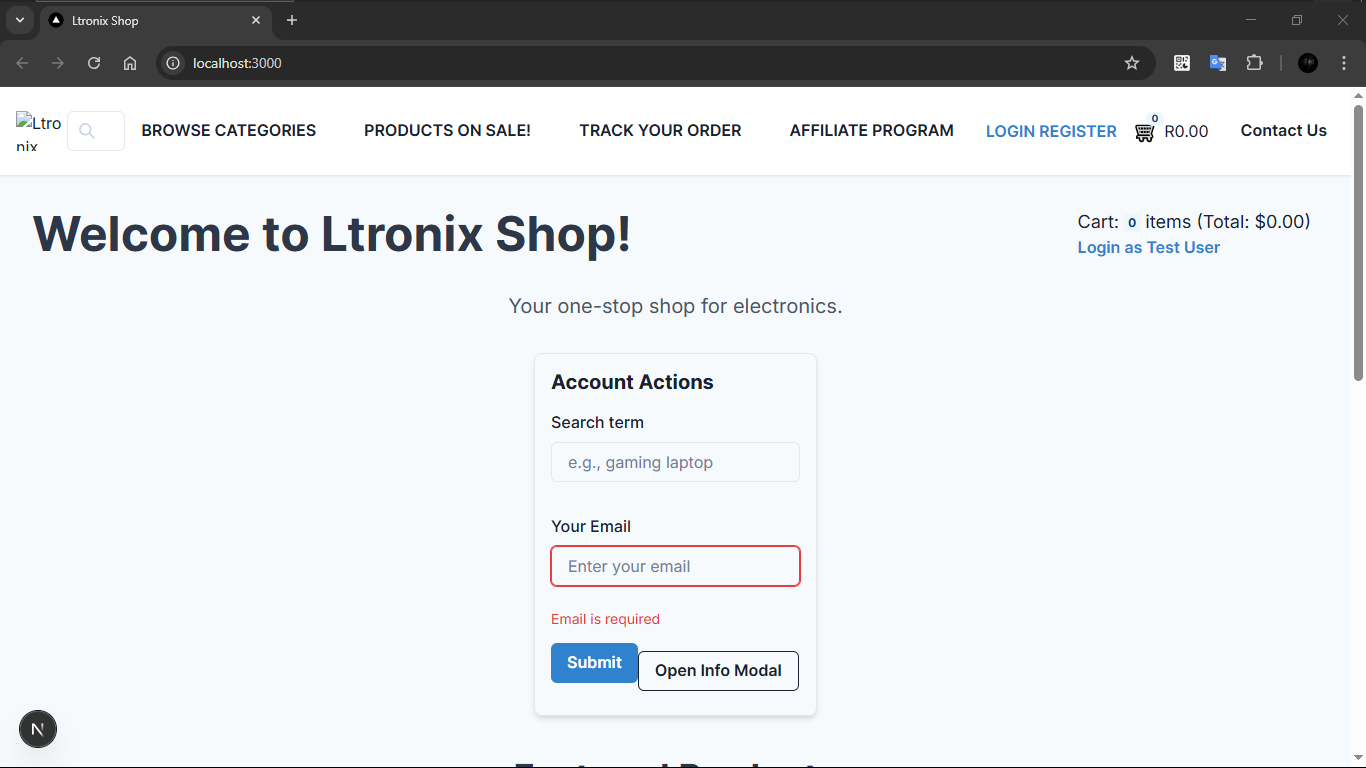 Ltronix Shop
localhost:3000
Ltro
nix
BROWSE CATEGORIES
PRODUCTS ON SALE!
TRACK YOUR ORDER
AFFILIATE PROGRAM
LOGIN REGISTER
0
R0.00
Contact Us
Welcome to Ltronix Shop!
Cart: 0 items (Total: $0.00)
Login as Test User
Your one-stop shop for electronics.
Account Actions
Search term
e.g., gaming laptop
Your Email
Enter your email
Email is required
Submit
Open Info Modal
N